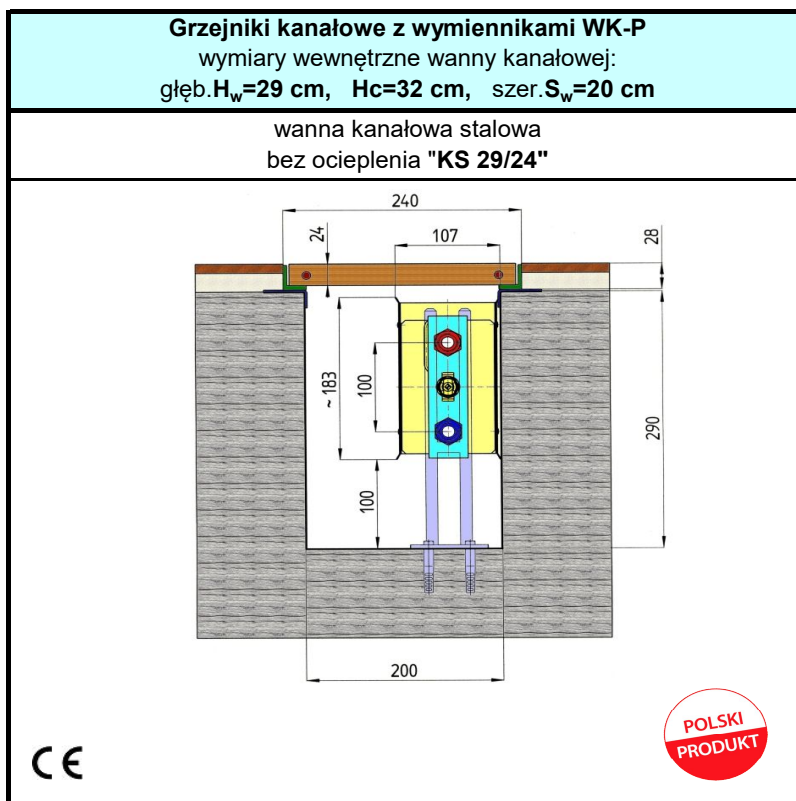 Grzejniki kanałowe z wymiennikami WK-P
wymiary wewnętrzne wanny kanałowej:
głęb.Hw=29 cm, Hc=32 cm, szer.Sw=20 cm
wanna kanałowa stalowa
bez ocieplenia "KS 29/24"
240
24
107
28
~ 183
100
290
100
200
POLSKI
PRODUKT
CE